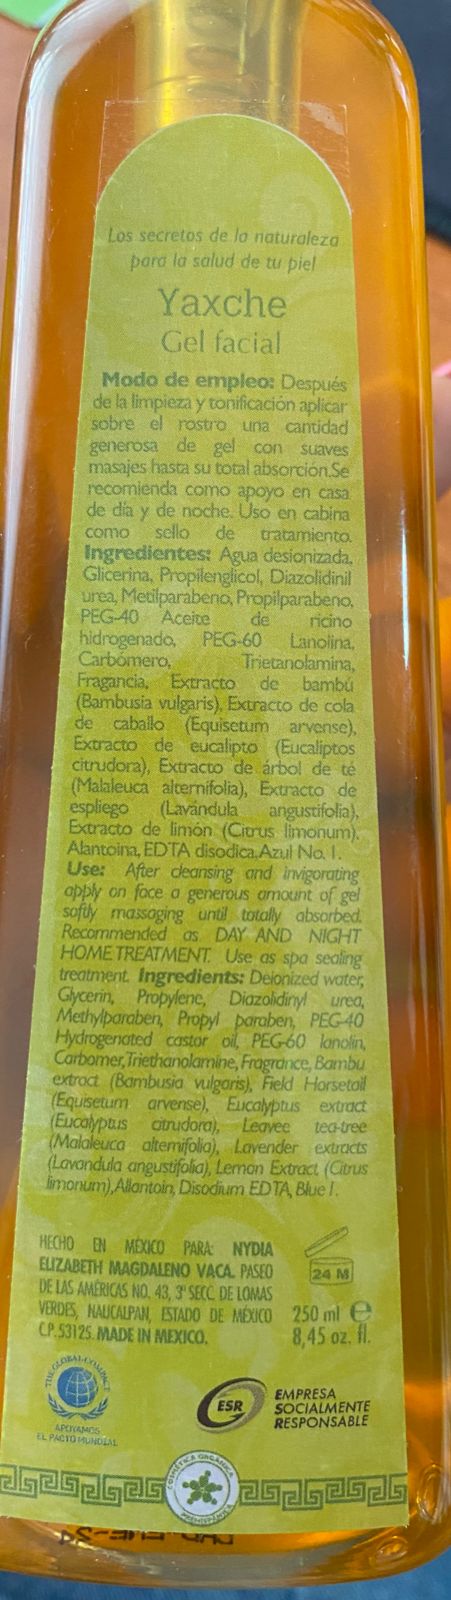 Los secretos de la naturaleza
para la salud de tu piel
Yaxche
Gel facial
Modo de empleo: Después
de la limpieza y tonificación aplicar
sobre el rostro una cantidad
generosa de gel con suaves
masajes hasta su total absorción.Se
recomienda como apoyo en casa
de día y de noche. Uso en cabina
como sello de tratamiento.
Ingredientes: Agua desionizada,
Glicerina, Propilenglicol, Diazolidinil
urea, Metilparabeno, Propilparabeno,
PEG-40 Aceite de ricino
hidrogenado, PEG-60 Lanolina,
Carbómero, Trietanolamina,
Fragancia, Extracto de bambú
(Bambusia vulgaris), Extracto de cola
de caballo (Equisetum arvense),
Extracto de eucalipto (Eucaliptos
citrudora), Extracto de árbol de té
(Malaleuca alternifolia), Extracto de
espliego (Lavándula angustifolia),
Extracto de limón (Citrus limonum).
Alantoina, EDTA disodica.Azul No. 1.
Use: After cleansing and invigorating
apply on face a generous amount of gel
softly massaging until totally absorbed.
Recommended as DAY AND NIGHT
HOME TREATMENT. Use as spa sealing
treatment. Ingredients: Deionized water,
Glycerin, Propylene, Diazolidinyl urea,
Methylparaben, Propyl paraben, PEG-40
Hydrogenated castor oil, PEG-60 lanolin,
Carbomer, Triethanolamine, Fragrance, Bambu
extract (Bambusia vulgaris), Field Horsetail
(Equisetum arvense), Eucalyptus extract
(Eucalyptus citrudora), Leavee tea-tree
(Malaleuca alternifolia), Lavender extracts
(Lavandula angustifolia), Lemon Extract (Citrus
limonum), Allantoin, Disodium EDTA, Blue 1.
HECHO EN MÉXICO PARA: NYDIA
ELIZABETH MAGDALENO VACA. PASEO
DE LAS AMÉRICAS NO. 43, 3ª SECC. DE LOMAS
VERDES, NAUCALPAN, ESTADO DE MÉXICO
C.P. 53125. MADE IN MEXICO.
24 M
250 ml e
8,45 oz. fl.
THE GLOBAL COMPACT
APOYAMOS
EL PACTO MUNDIAL
ESR
EMPRESA
SOCIALMENTE
RESPONSABLE
COSMÉTICA ORGÁNICA
PREHISPÁNICA